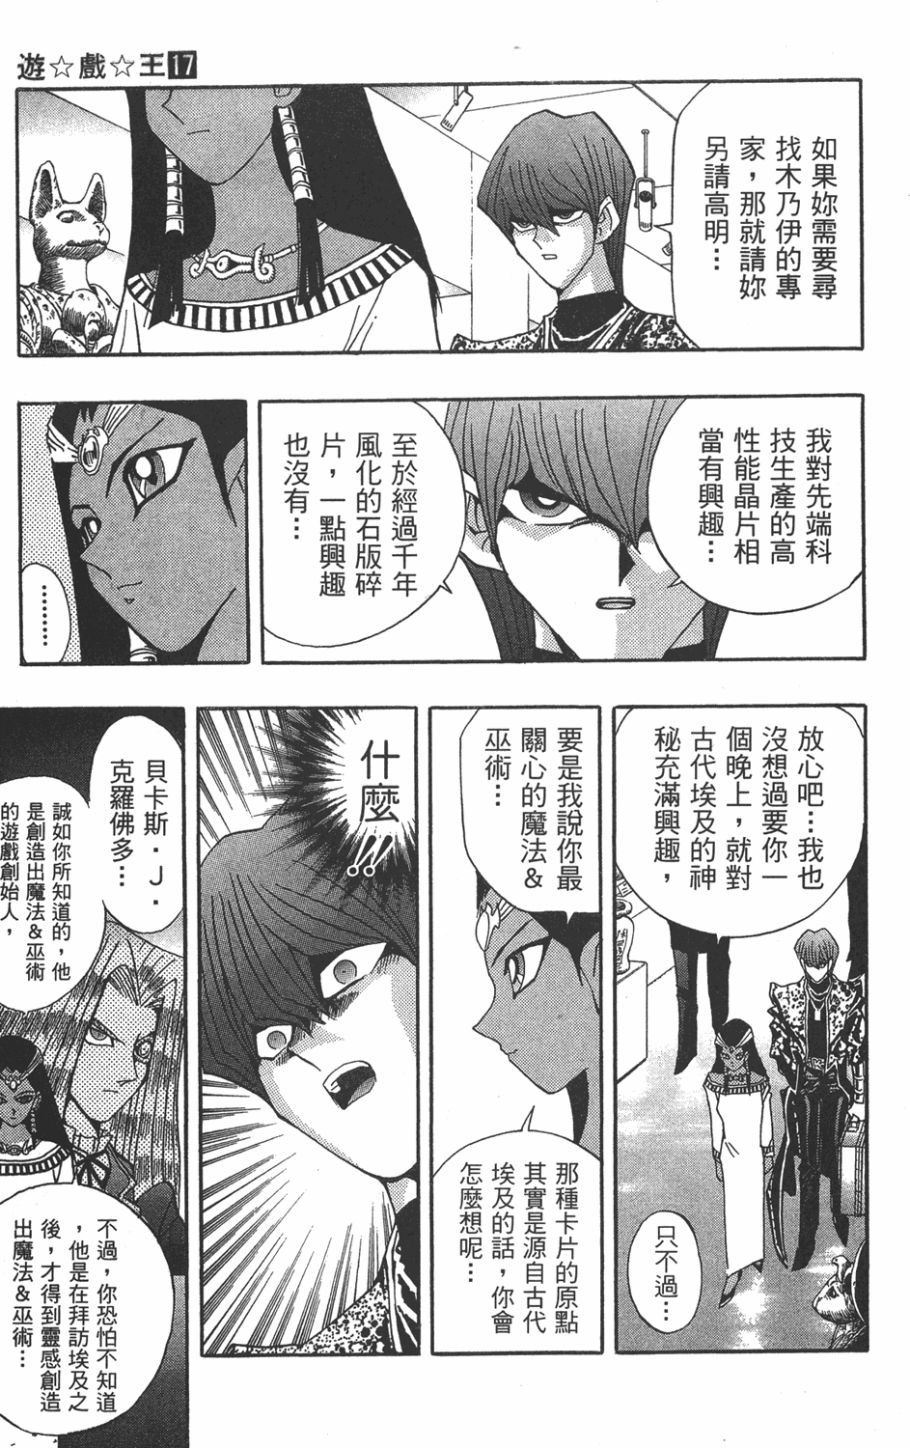 遊☆戲☆王17
如果妳需要尋
找木乃伊的專
家，那就請妳
另請高明…
我對先端科
技生產的高
性能晶片相
當有興趣…
至於經過千年
風化的石版碎
片，一點興趣
也沒有…
………
放心吧…我也
沒想過要你一
個晚上，就對
古代埃及的神
秘充滿興趣，
只不過…
要是我說你最
關心的魔法&
巫術…
那種卡片的原點
其實是源自古代
埃及的話，你會
怎麼想呢…
什麼!!
貝卡斯・J・
克羅佛多…
誠如你所知道的，他
是創造出魔法&巫術
的遊戲創始人，
不過，你恐怕不知道
，他是在拜訪埃及之
後，才得到靈感創造
出魔法&巫術…